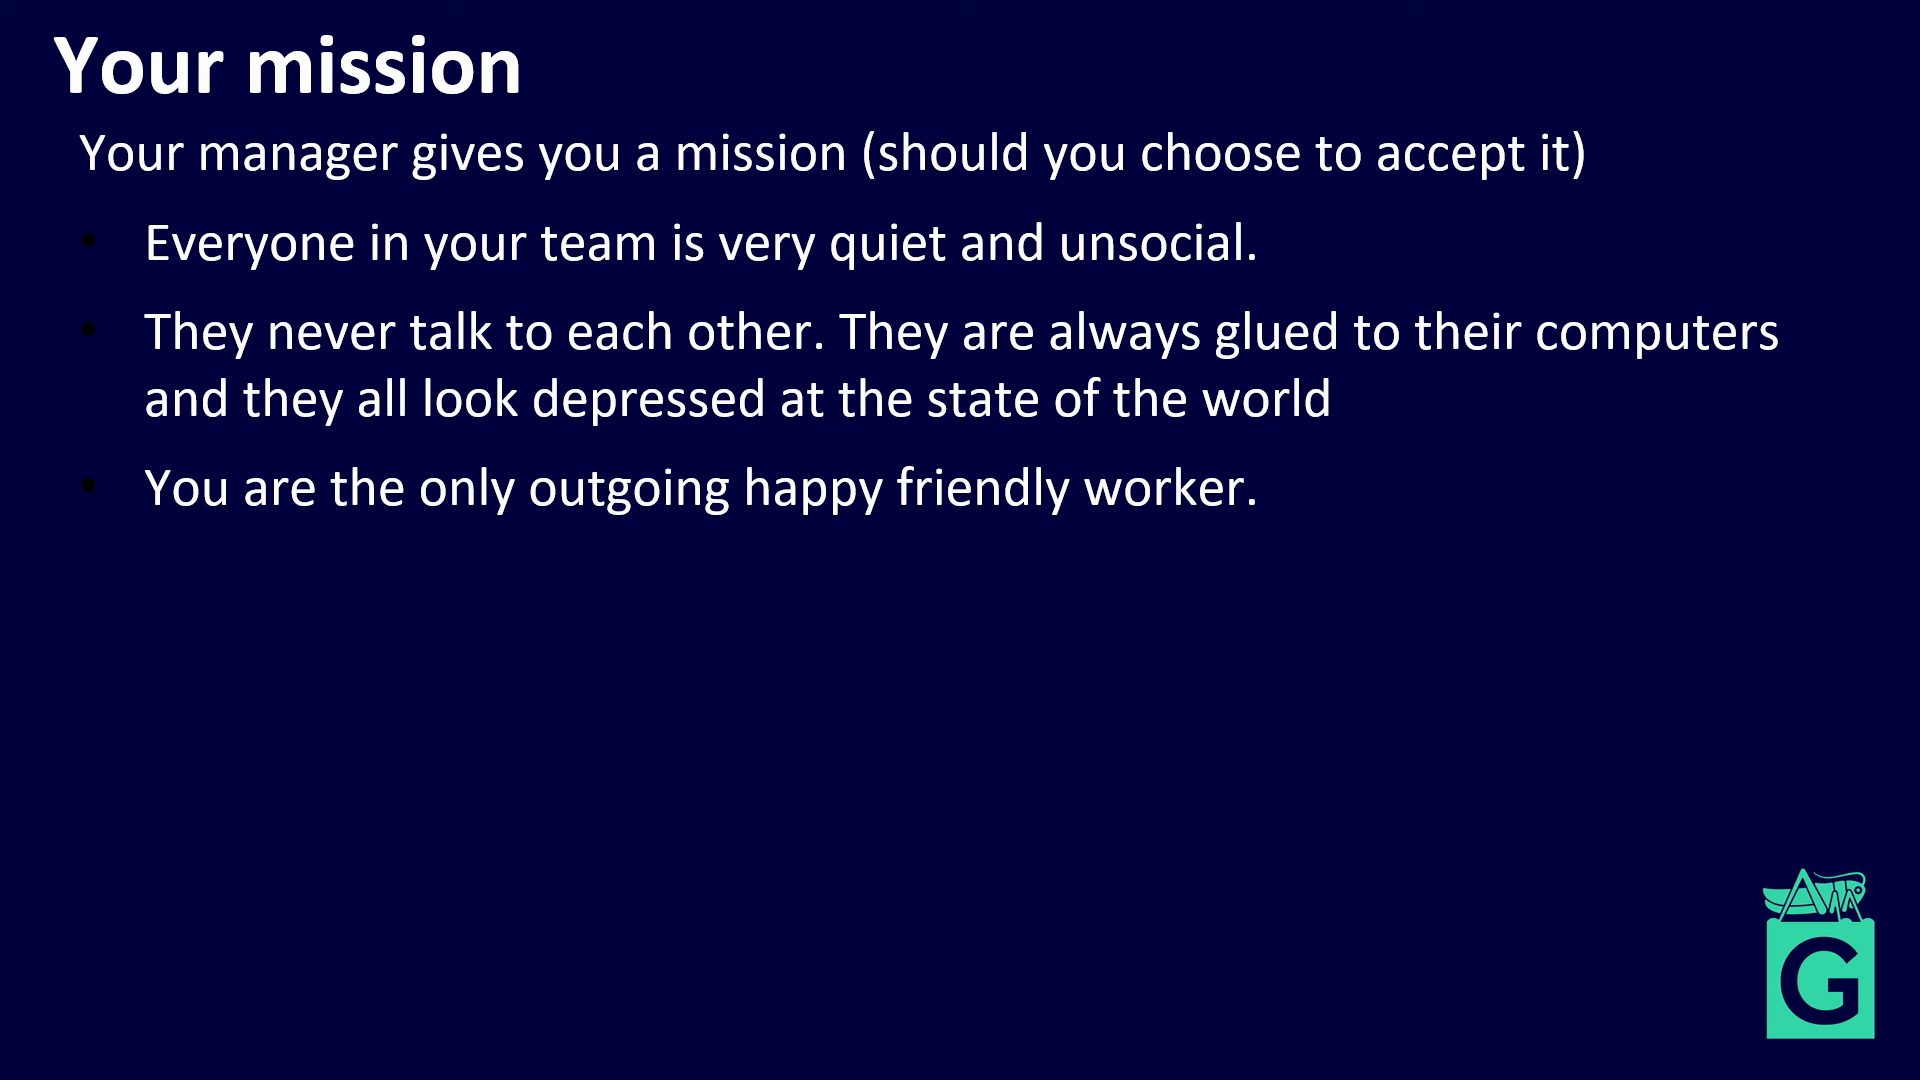 Your mission
Your manager gives you a mission (should you choose to accept it)
• Everyone in your team is very quiet and unsocial.
• They never talk to each other. They are always glued to their computers
and they all look depressed at the state of the world
• You are the only outgoing happy friendly worker.
G